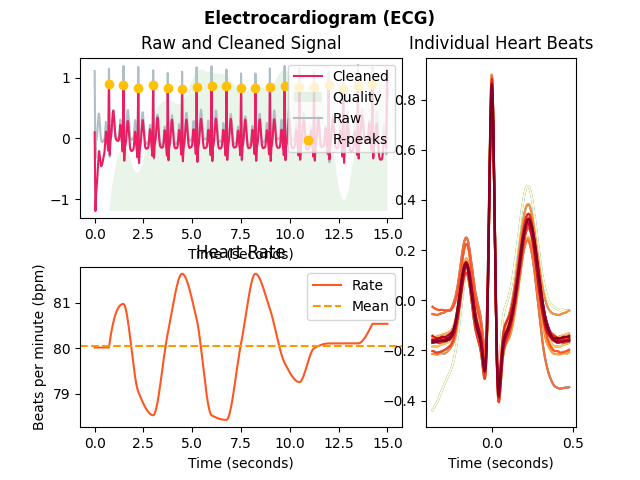 Electrocardiogram (ECG)
Raw and Cleaned Signal
Individual Heart Beats
1
0
−1
Cleaned
Quality
Raw
R-peaks
0.0 2.5 5.0 7.5 10.0 12.5 15.0
Time (seconds)
Heart Rate
81
80
79
Beats per minute (bpm)
Rate
Mean
0.0 2.5 5.0 7.5 10.0 12.5 15.0
Time (seconds)
0.8
0.6
0.4
0.2
0.0
−0.2
−0.4
0.0 0.5
Time (seconds)